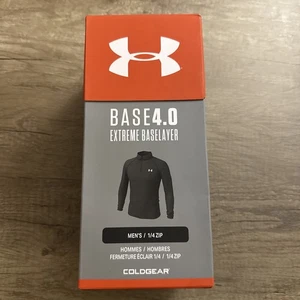 BASE4.0
EXTREME BASELAYER
MEN'S / 1/4 ZIP
HOMMES / HOMBRES
FERMETURE ÉCLAIR 1/4 / 1/4 ZIP
COLDGEAR